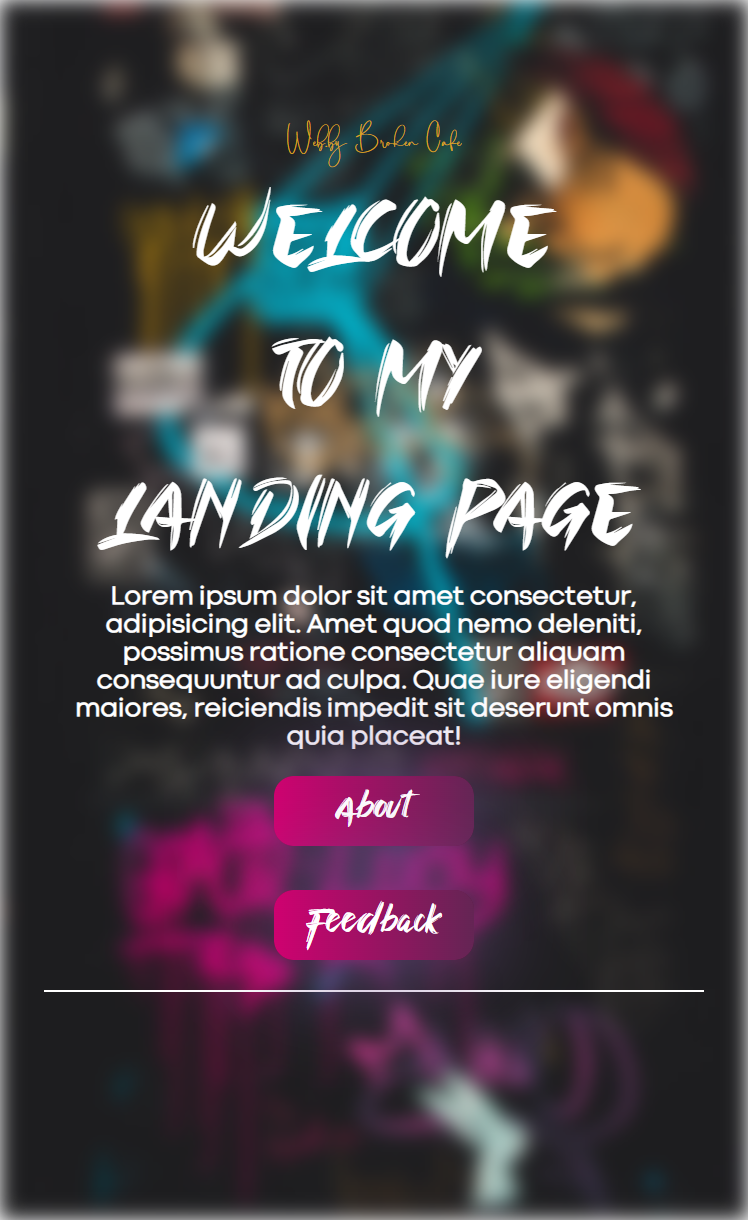 Webby Broken Cafe
WELCOME
TO MY
LANDING PAGE
Lorem ipsum dolor sit amet consectetur,
adipisicing elit. Amet quod nemo deleniti,
possimus ratione consectetur aliquam
consequuntur ad culpa. Quae iure eligendi
maiores, reiciendis impedit sit deserunt omnis
quia placeat!
About
Feedback